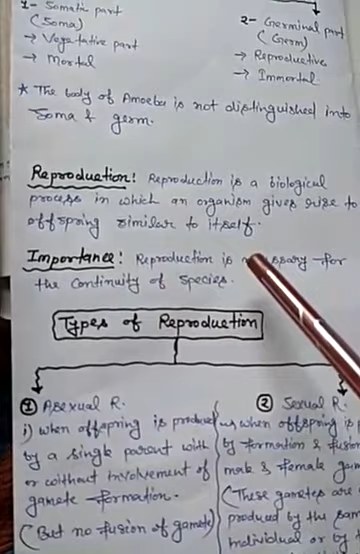 1- Somatic part
(Soma)
→ Vegetative part
→ Mortal
2- Germinal part
(Germ)
→ Reproductive
→ Immortal
* The body of Amoeba is not distinguished into
Soma & germ.
Reproduction: Reproduction is a biological
process in which an organism gives rise to
offspring similar to itself.
Importance: Reproduction is for
the continuity of species.
Types of Reproduction
① Asexual R.
i) when offspring is produce
by a single parent with
or without involvement of
gamete formation.
(But no fusion of gamete)
② Sexual R.
when offspring is
by formation & fusion
male & female
(These gametes are
produced by the
individual or by